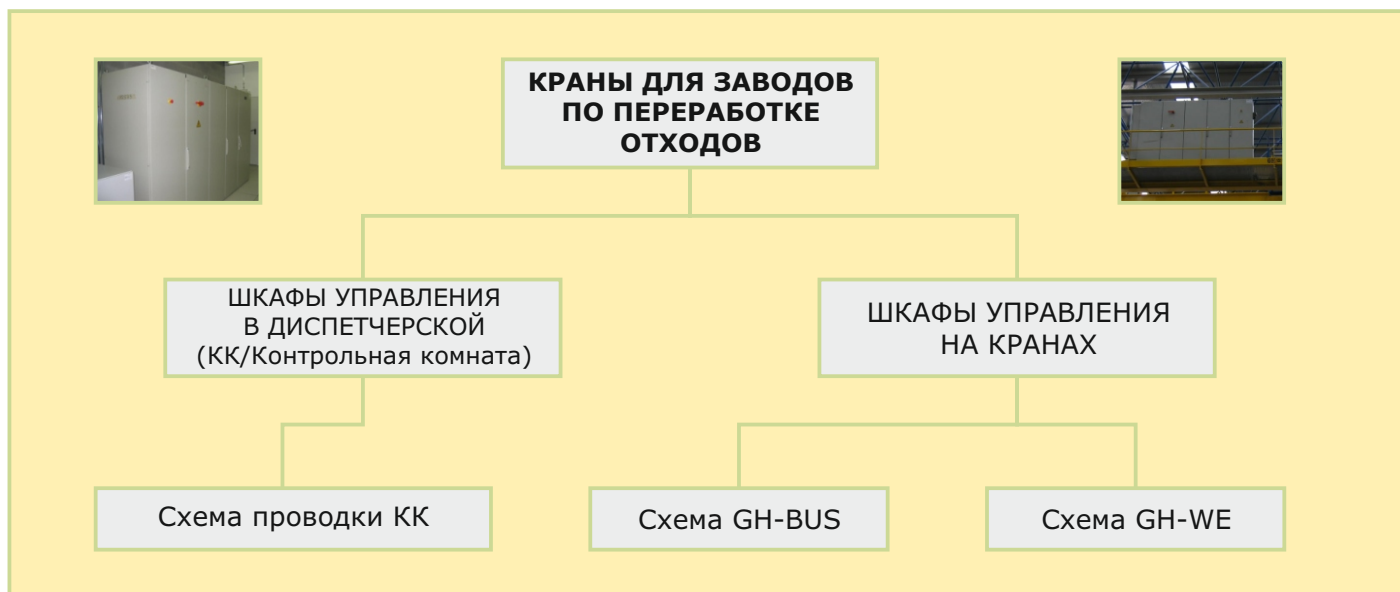 КРАНЫ ДЛЯ ЗАВОДОВ
ПО ПЕРЕРАБОТКЕ
ОТХОДОВ
ШКАФЫ УПРАВЛЕНИЯ
В ДИСПЕТЧЕРСКОЙ
(КК/Контрольная комната)
ШКАФЫ УПРАВЛЕНИЯ
НА КРАНАХ
Схема проводки КК
Схема GH-BUS
Схема GH-WE